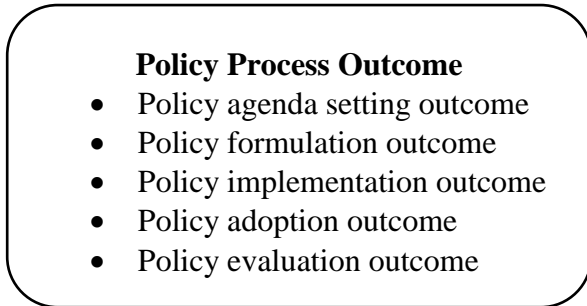 Policy Process Outcome
• Policy agenda setting outcome
• Policy formulation outcome
• Policy implementation outcome
• Policy adoption outcome
• Policy evaluation outcome